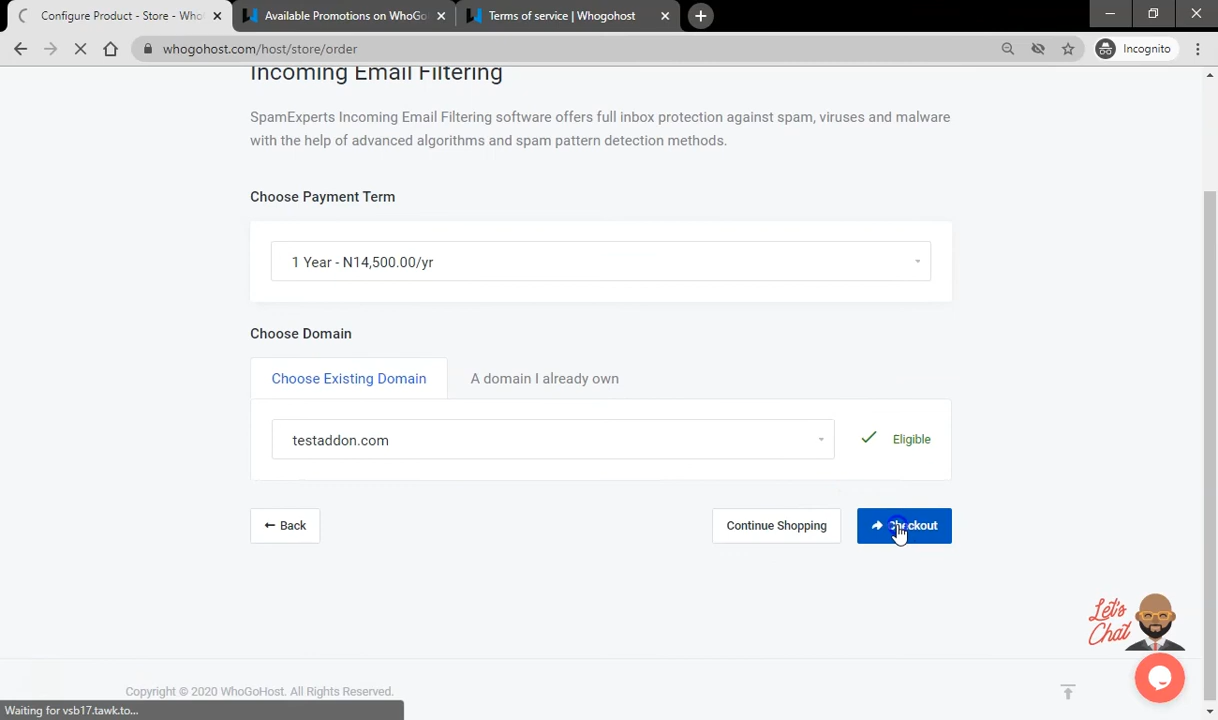 Configure Product - Store - Who
Available Promotions on WhoGo
Terms of service | Whogohost
whogohost.com/host/store/order
Incognito
Incoming Email Filtering
SpamExperts Incoming Email Filtering software offers full inbox protection against spam, viruses and malware
with the help of advanced algorithms and spam pattern detection methods.
Choose Payment Term
1 Year - N14,500.00/yr
Choose Domain
Choose Existing Domain
A domain I already own
testaddon.com
Eligible
Back
Continue Shopping
Checkout
Let's
Chat
Copyright © 2020 WhoGoHost. All Rights Reserved.
Waiting for vsb17.tawk.to...